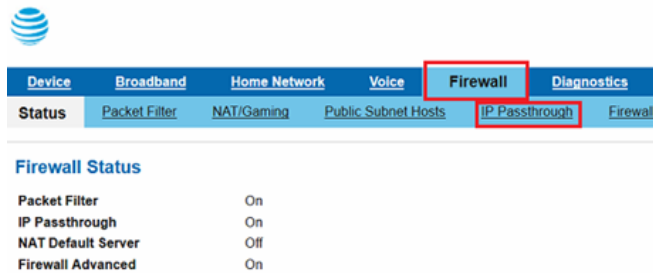 Device Broadband Home Network Voice Firewall Diagnostics
Status Packet Filter NAT/Gaming Public Subnet Hosts IP Passthrough Firewall
Firewall Status
Packet Filter On
IP Passthrough On
NAT Default Server Off
Firewall Advanced On